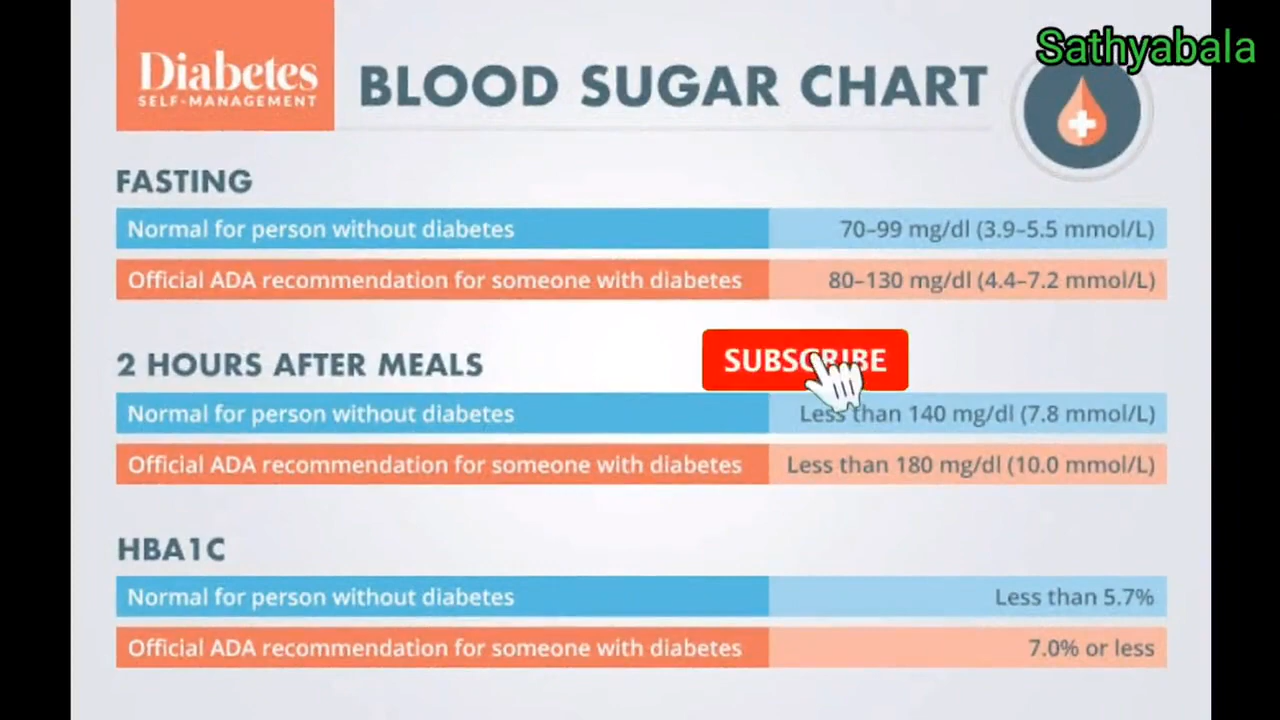 Sathyabala
Diabetes
SELF-MANAGEMENT
BLOOD SUGAR CHART
FASTING
Normal for person without diabetes 70–99 mg/dl (3.9–5.5 mmol/L)
Official ADA recommendation for someone with diabetes 80–130 mg/dl (4.4–7.2 mmol/L)
2 HOURS AFTER MEALS
SUBSCRIBE
Normal for person without diabetes Less than 140 mg/dl (7.8 mmol/L)
Official ADA recommendation for someone with diabetes Less than 180 mg/dl (10.0 mmol/L)
HBA1C
Normal for person without diabetes Less than 5.7%
Official ADA recommendation for someone with diabetes 7.0% or less